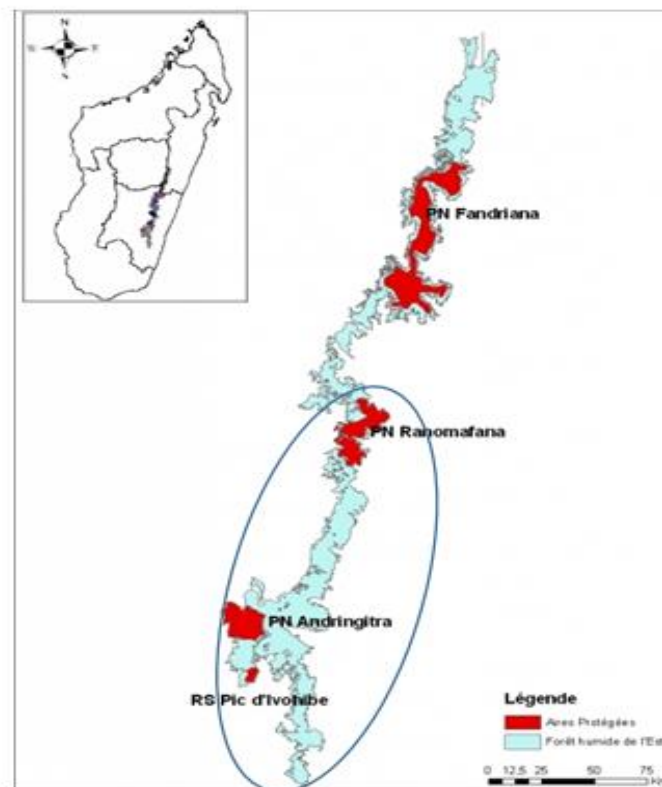 N
S
PN Fandriana
PN Ranomafana
PN Andringitra
RS Pic d'Ivohibe
Légende
Aires Protégées
Forêt humide de l'Est
0 12,5 25 50 75